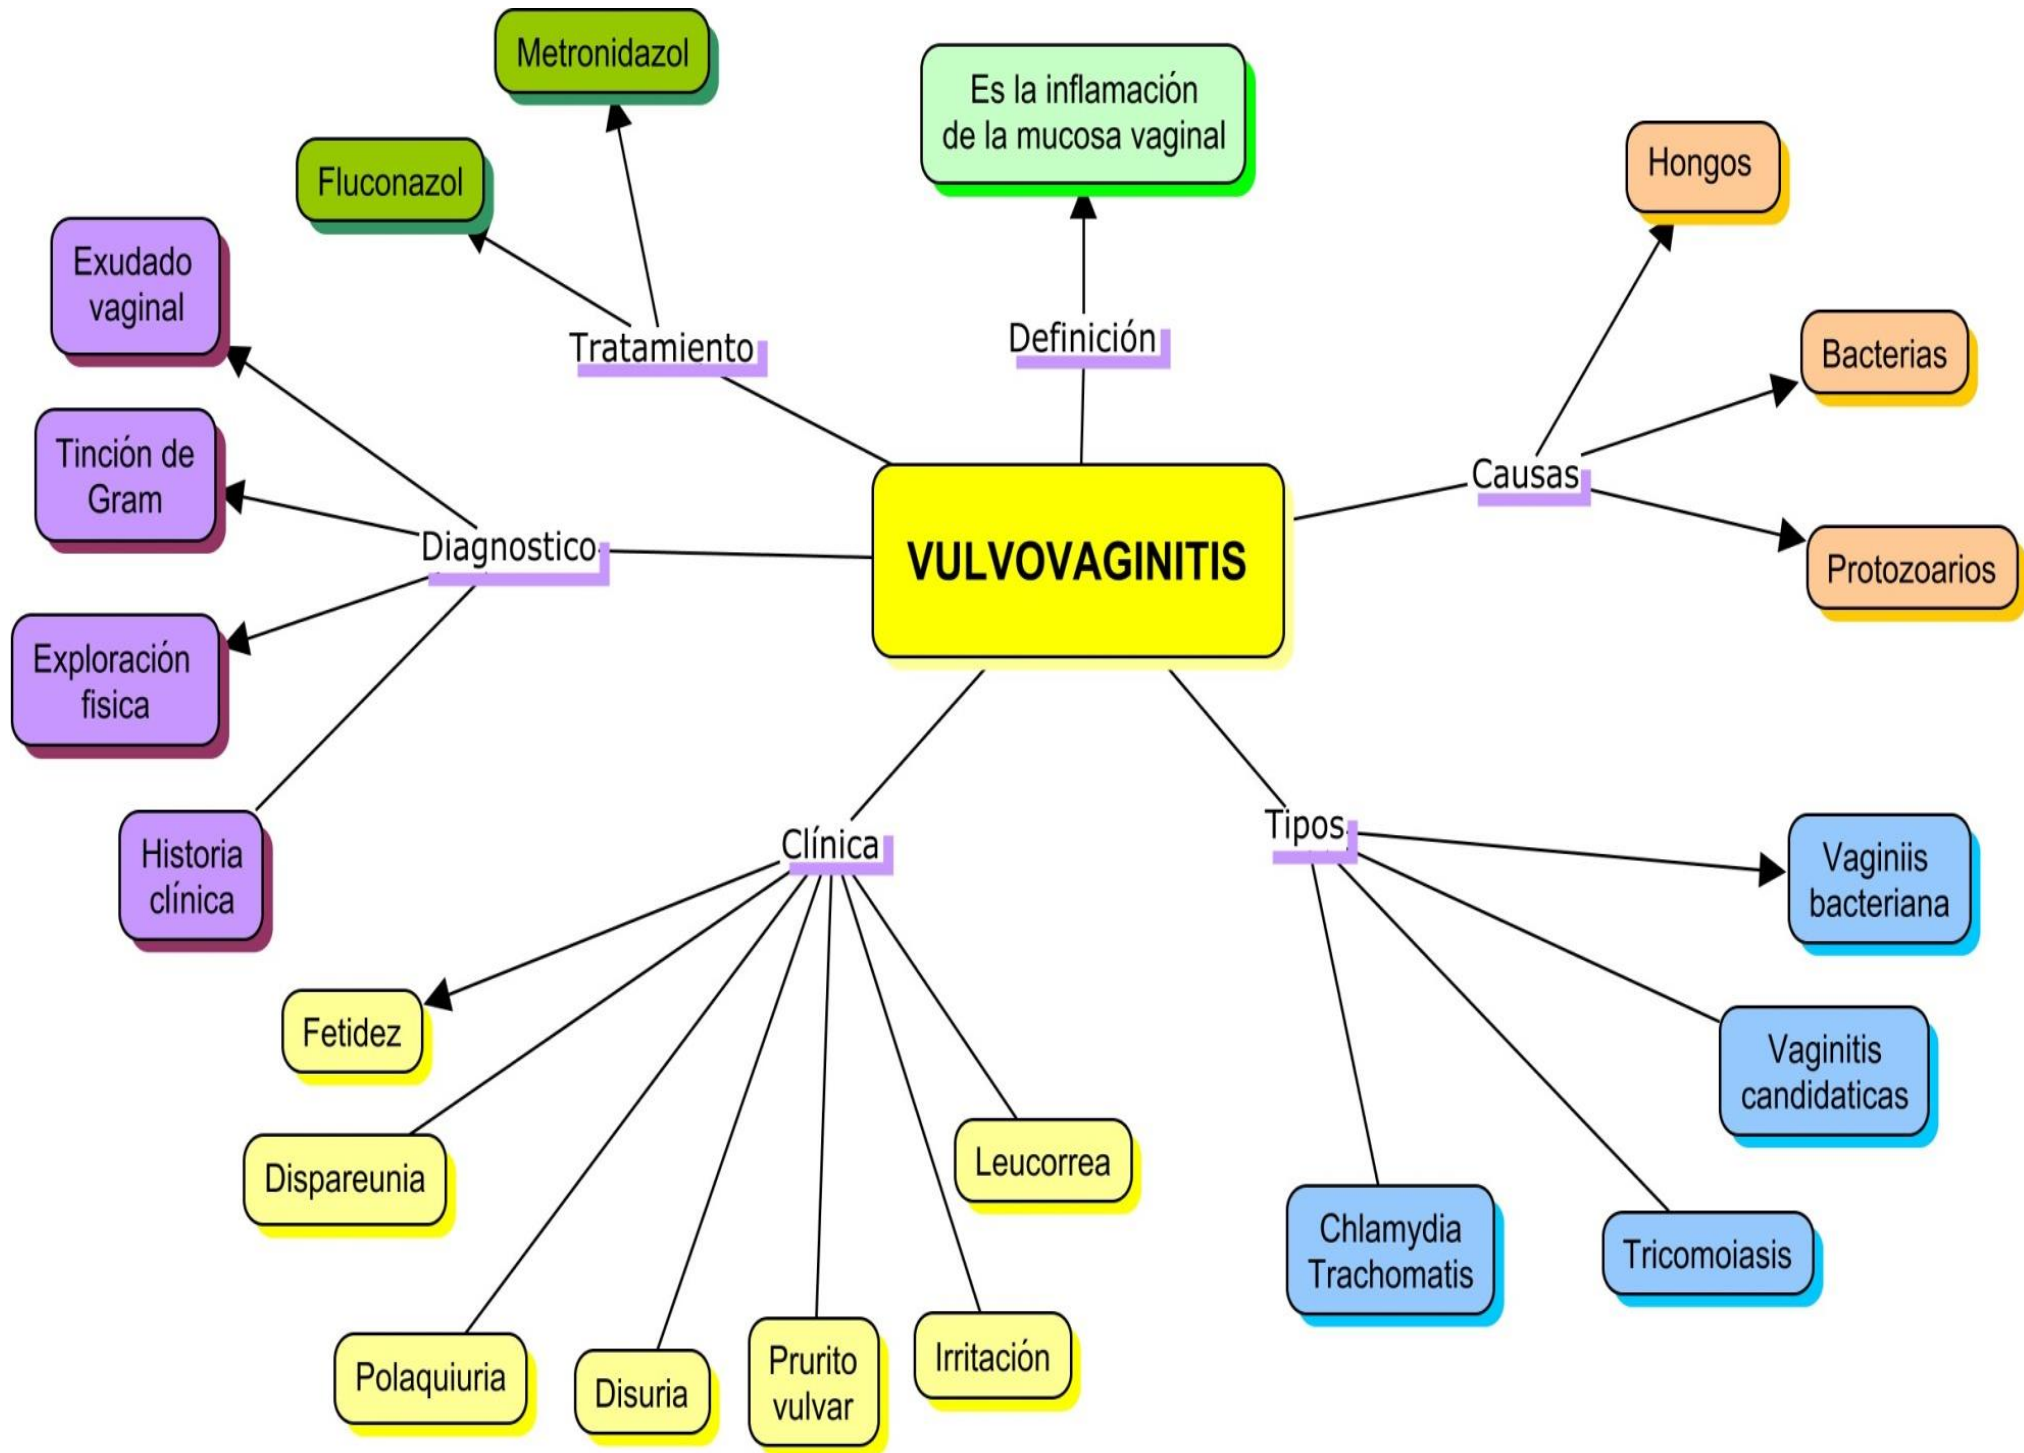 Metronidazol
Fluconazol
Es la inflamación
de la mucosa vaginal
Hongos
Exudado
vaginal
Tratamiento
Definición
Bacterias
Tinción de
Gram
Causas
Diagnostico
VULVOVAGINITIS
Protozoarios
Exploración
fisica
Historia
clínica
Clínica
Tipos
Vaginiis
bacteriana
Fetidez
Vaginitis
candidaticas
Dispareunia
Leucorrea
Chlamydia
Trachomatis
Tricomoiasis
Polaquiuria
Disuria
Prurito
vulvar
Irritación